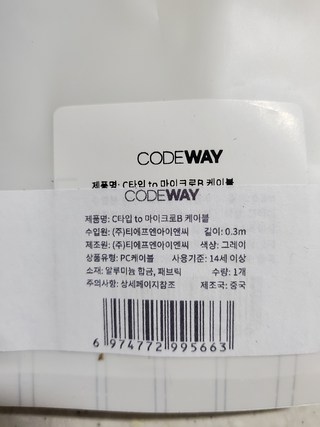 CODEWAY
제품명: C타입 to 마이크로B 케이블
CODEWAY
제품명: C타입 to 마이크로B 케이블
수입원: (주)티에프엔아이엔씨 길이: 0.3m
제조원: (주)티에프엔아이엔씨 색상: 그레이
상품유형: PC케이블 사용기준: 14세 이상
소재: 알루미늄 합금, 패브릭 수량: 1개
주의사항: 상세페이지참조 제조국: 중국
6 974772 995663